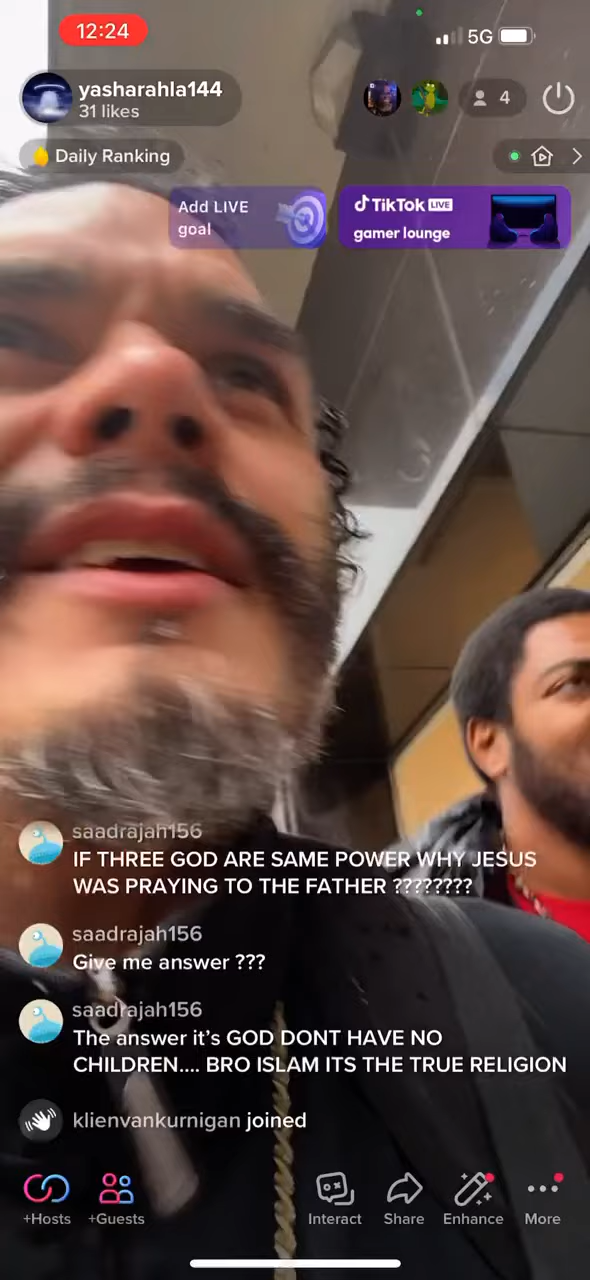 12:24
5G
yasharahla144
31 likes
4
Daily Ranking
Add LIVE
goal
TikTok LIVE
gamer lounge
saadrajah156
IF THREE GOD ARE SAME POWER WHY JESUS
WAS PRAYING TO THE FATHER ????????
saadrajah156
Give me answer ???
saadrajah156
The answer it's GOD DONT HAVE NO
CHILDREN.... BRO ISLAM ITS THE TRUE RELIGION
klienvankurnigan joined
+Hosts
+Guests
Interact
Share
Enhance
More